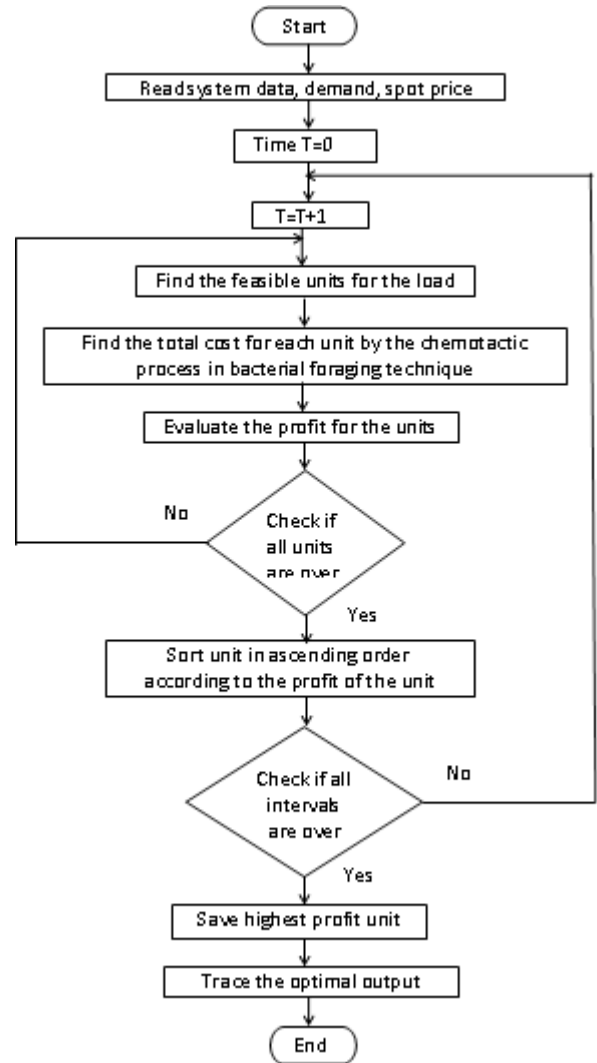 Start
Read system data, demand, spot price
Time T=0
T=T+1
Find the feasible units for the load
Find the total cost for each unit by the chemotactic
process in bacterial foraging technique
Evaluate the profit for the units
No
Check if
all units
are over
Yes
Sort unit in ascending order
according to the profit of the unit
No
Check if all
intervals
are over
Yes
Save highest profit unit
Trace the optimal output
End